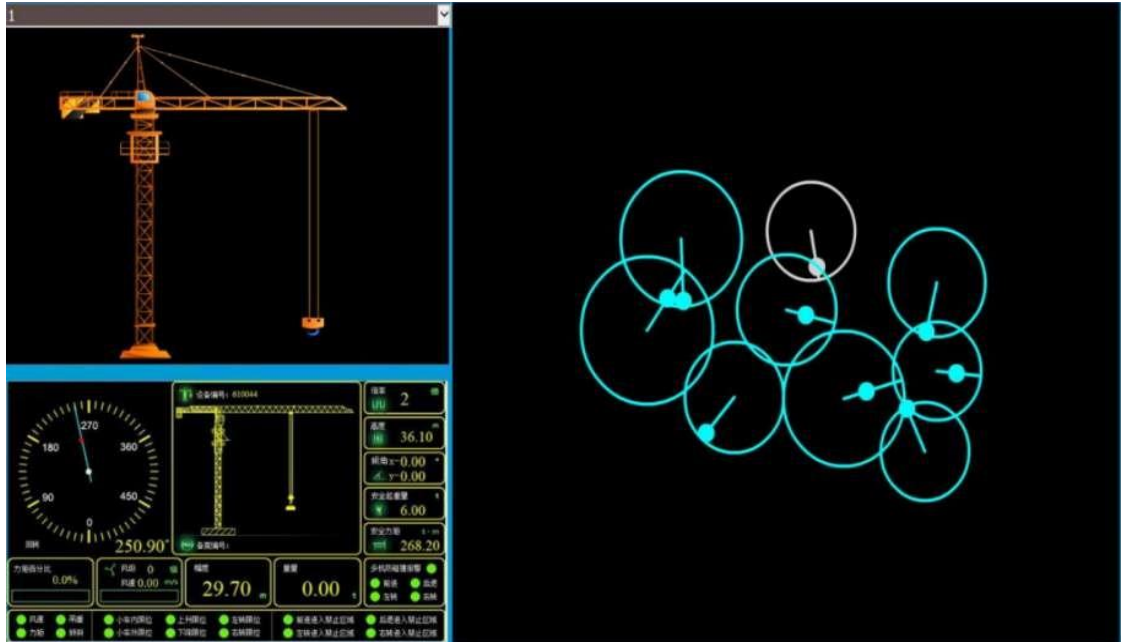 1
设备编号: 610044
倍率
2
倍
高度
m
36.10
270
180
360
倾角 x-0.00 °
y-0.00
90
450
安全起重量
t
6.00
0
回转
250.90°
备案编号:
安全力矩
t·m
268.20
力矩百分比
0.0%
风级 0 级
风速 0.00 m/s
幅度
29.70 m
重量
0.00 t
多机防碰撞报警
前进 后退
左转 右转
风速 吊重 小车内限位 上升限位 左转限位 前进进入禁止区域 后退进入禁止区域
力矩 倾斜 小车外限位 下降限位 右转限位 左转进入禁止区域 右转进入禁止区域